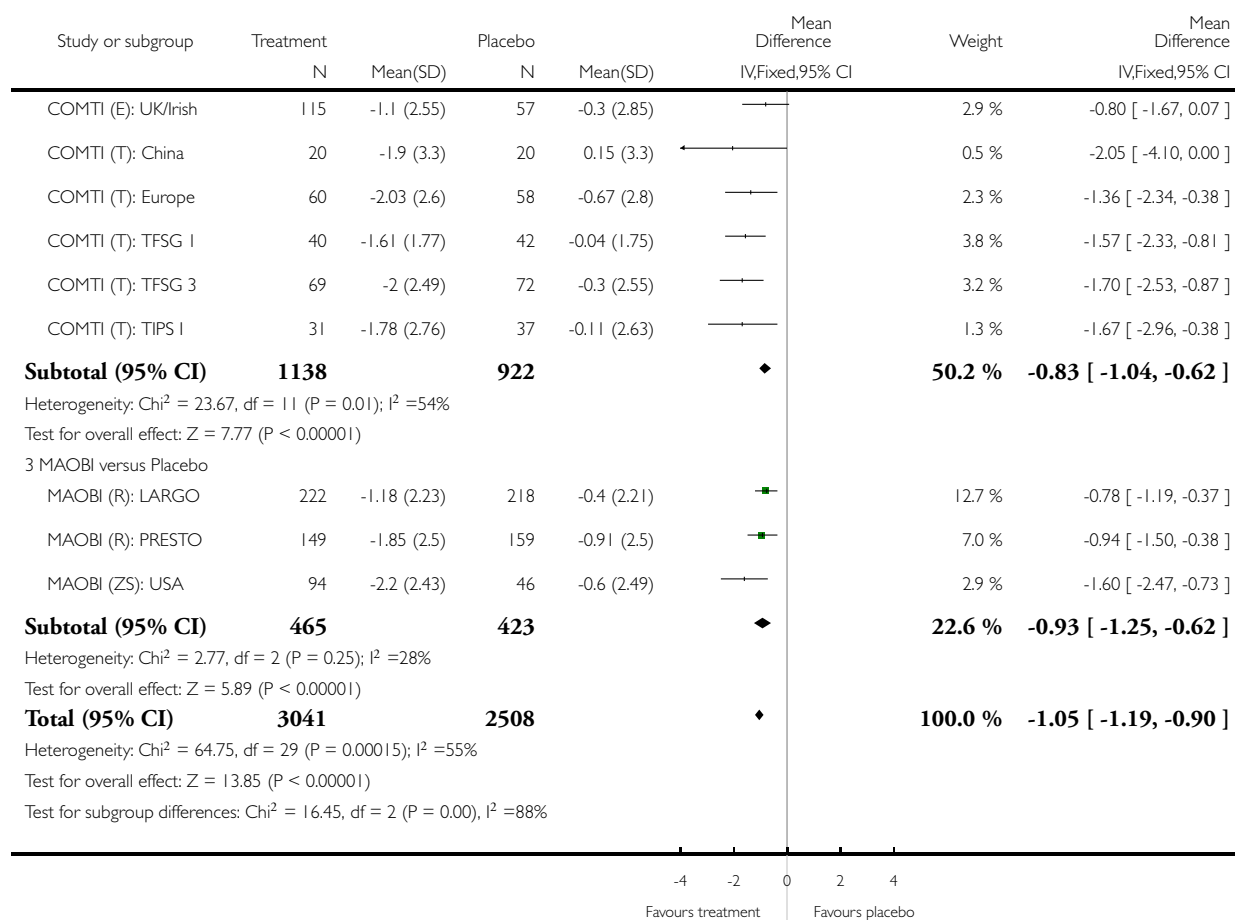 Study or subgroup Treatment Placebo Mean Difference Weight Mean Difference
N Mean(SD) N Mean(SD) IV,Fixed,95% CI IV,Fixed,95% CI
COMTI (E): UK/Irish 115 -1.1 (2.55) 57 -0.3 (2.85) 2.9 % -0.80 [ -1.67, 0.07 ]
COMTI (T): China 20 -1.9 (3.3) 20 0.15 (3.3) 0.5 % -2.05 [ -4.10, 0.00 ]
COMTI (T): Europe 60 -2.03 (2.6) 58 -0.67 (2.8) 2.3 % -1.36 [ -2.34, -0.38 ]
COMTI (T): TFSG 1 40 -1.61 (1.77) 42 -0.04 (1.75) 3.8 % -1.57 [ -2.33, -0.81 ]
COMTI (T): TFSG 3 69 -2 (2.49) 72 -0.3 (2.55) 3.2 % -1.70 [ -2.53, -0.87 ]
COMTI (T): TIPS I 31 -1.78 (2.76) 37 -0.11 (2.63) 1.3 % -1.67 [ -2.96, -0.38 ]
Subtotal (95% CI) 1138 922 50.2 % -0.83 [ -1.04, -0.62 ]
Heterogeneity: Chi² = 23.67, df = 11 (P = 0.01); I² =54%
Test for overall effect: Z = 7.77 (P < 0.00001)
3 MAOBI versus Placebo
MAOBI (R): LARGO 222 -1.18 (2.23) 218 -0.4 (2.21) 12.7 % -0.78 [ -1.19, -0.37 ]
MAOBI (R): PRESTO 149 -1.85 (2.5) 159 -0.91 (2.5) 7.0 % -0.94 [ -1.50, -0.38 ]
MAOBI (ZS): USA 94 -2.2 (2.43) 46 -0.6 (2.49) 2.9 % -1.60 [ -2.47, -0.73 ]
Subtotal (95% CI) 465 423 22.6 % -0.93 [ -1.25, -0.62 ]
Heterogeneity: Chi² = 2.77, df = 2 (P = 0.25); I² =28%
Test for overall effect: Z = 5.89 (P < 0.00001)
Total (95% CI) 3041 2508 100.0 % -1.05 [ -1.19, -0.90 ]
Heterogeneity: Chi² = 64.75, df = 29 (P = 0.00015); I² =55%
Test for overall effect: Z = 13.85 (P < 0.00001)
Test for subgroup differences: Chi² = 16.45, df = 2 (P = 0.00), I² =88%
-4 -2 0 2 4
Favours treatment Favours placebo